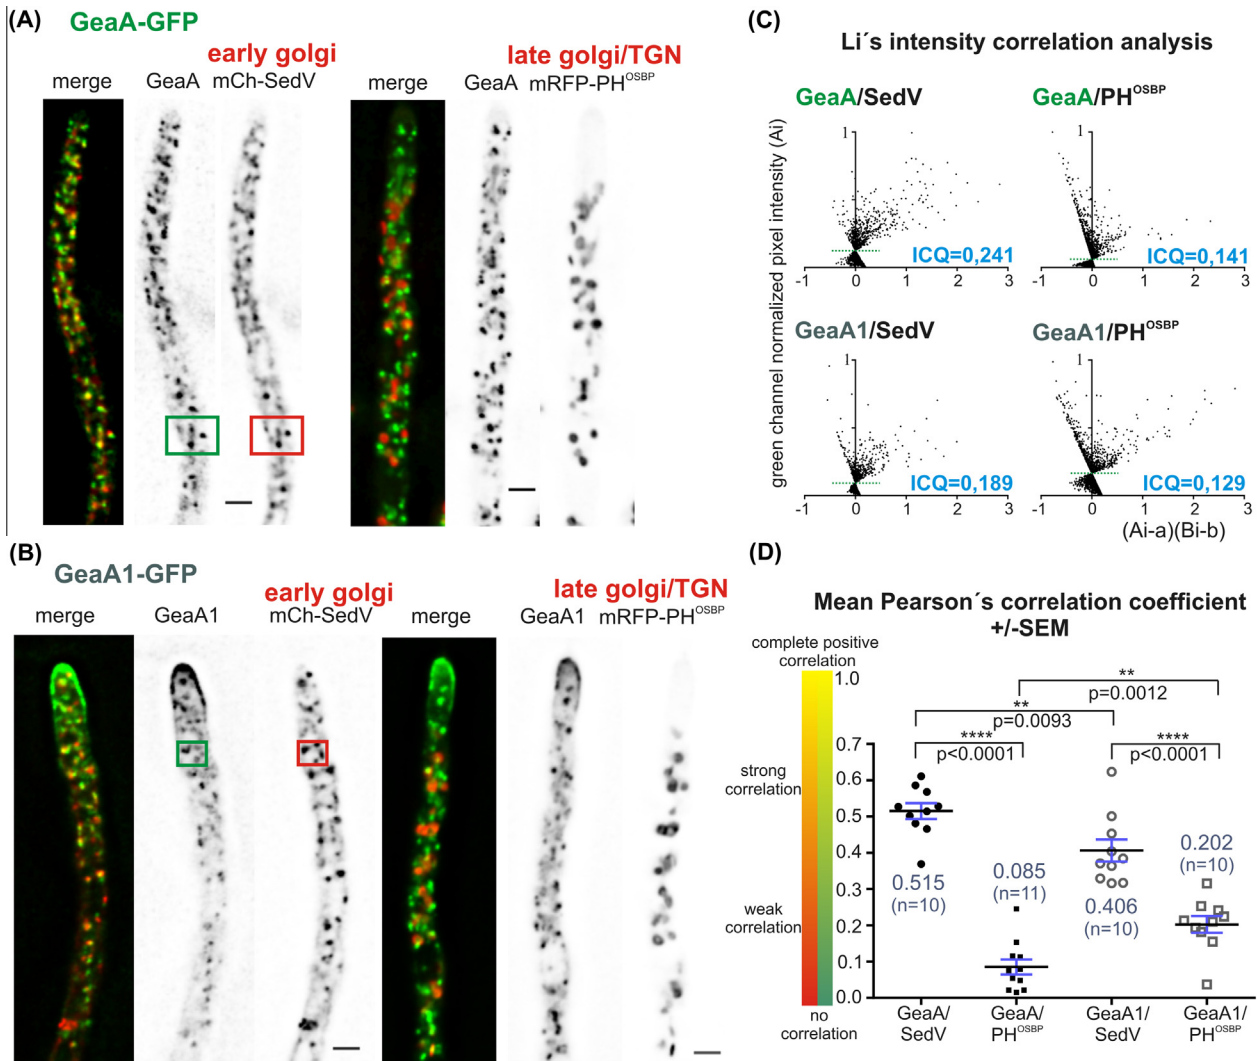 (A)
GeaA-GFP
early golgi
late golgi/TGN
merge GeaA mCh-SedV merge GeaA mRFP-PH^OSBP
(B)
GeaA1-GFP
early golgi
late golgi/TGN
merge GeaA1 mCh-SedV merge GeaA1 mRFP-PH^OSBP
(C)
Li´s intensity correlation analysis
green channel normalized pixel intensity (Ai)
GeaA/SedV
1
ICQ=0,241
-1 0 1 2 3
GeaA/PH^OSBP
1
ICQ=0,141
-1 0 1 2 3
GeaA1/SedV
1
ICQ=0,189
-1 0 1 2 3
GeaA1/PH^OSBP
1
ICQ=0,129
-1 0 1 2 3
(Ai-a)(Bi-b)
(D)
Mean Pearson´s correlation coefficient
+/-SEM
complete positive
correlation
1.0
strong
correlation
weak
correlation
no
correlation
0.7
0.6
0.5
0.4
0.3
0.2
0.1
0.0
**
p=0.0012
**
p=0.0093
****
p<0.0001
****
p<0.0001
0.515
(n=10)
0.085
(n=11)
0.406
(n=10)
0.202
(n=10)
GeaA/
SedV
GeaA/
PH^OSBP
GeaA1/
SedV
GeaA1/
PH^OSBP